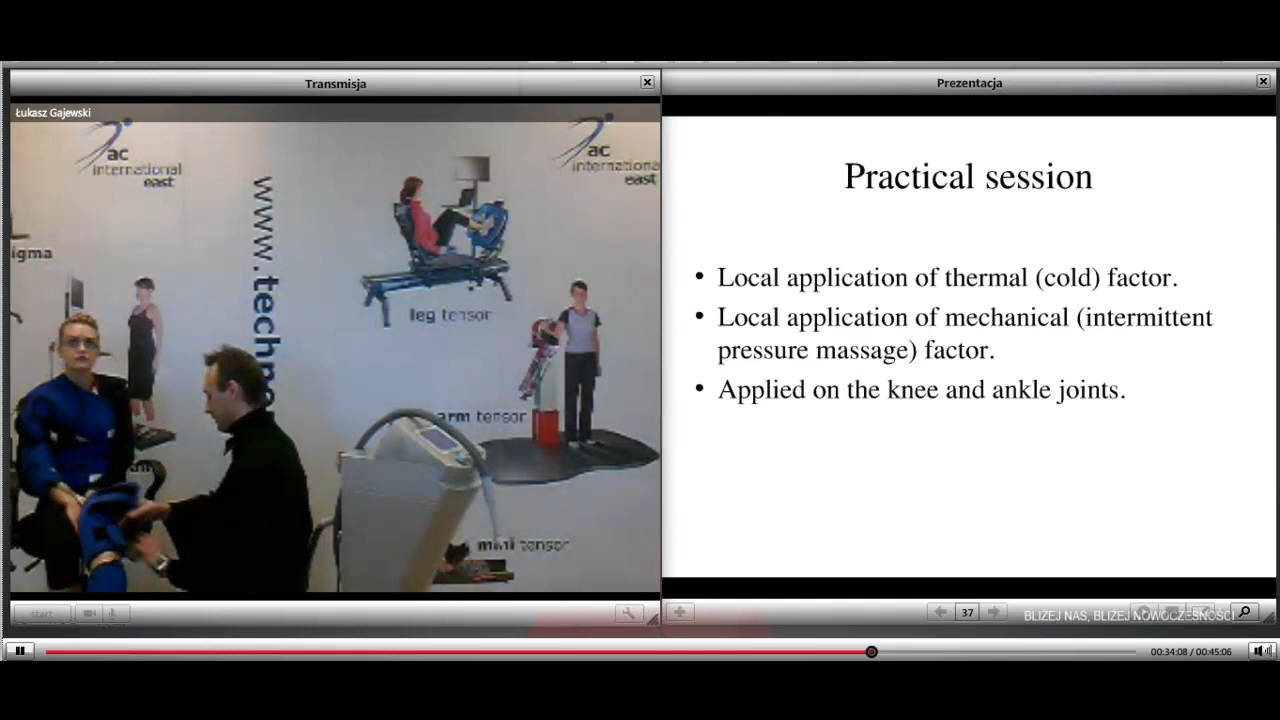 Transmisja
Łukasz Gajewski
ac
international
east
ac
internationa
east
igma
www.techno
leg tensor
arm tensor
mini tensor
start
Prezentacja
Practical session
• Local application of thermal (cold) factor.
• Local application of mechanical (intermittent
pressure massage) factor.
• Applied on the knee and ankle joints.
37
BLIŻEJ NAS, BLIŻEJ NOWOCZESNOŚCI
00:34:08 / 00:45:06